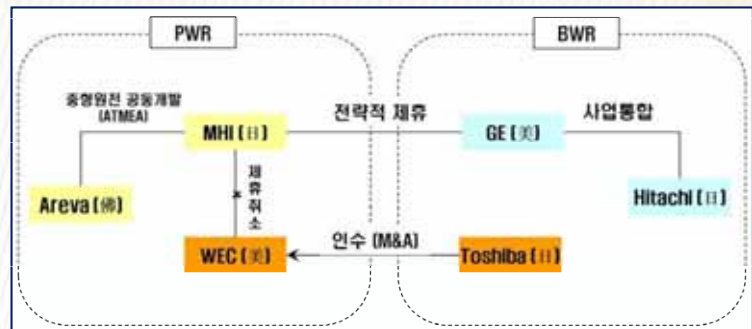 PWR
BWR
중형원전 공동개발
(ATMEA)
MHI (日)
전략적 제휴
GE (美)
사업통합
Areva (佛)
제휴취소
Hitachi (日)
WEC (美)
인수 (M&A)
Toshiba (日)